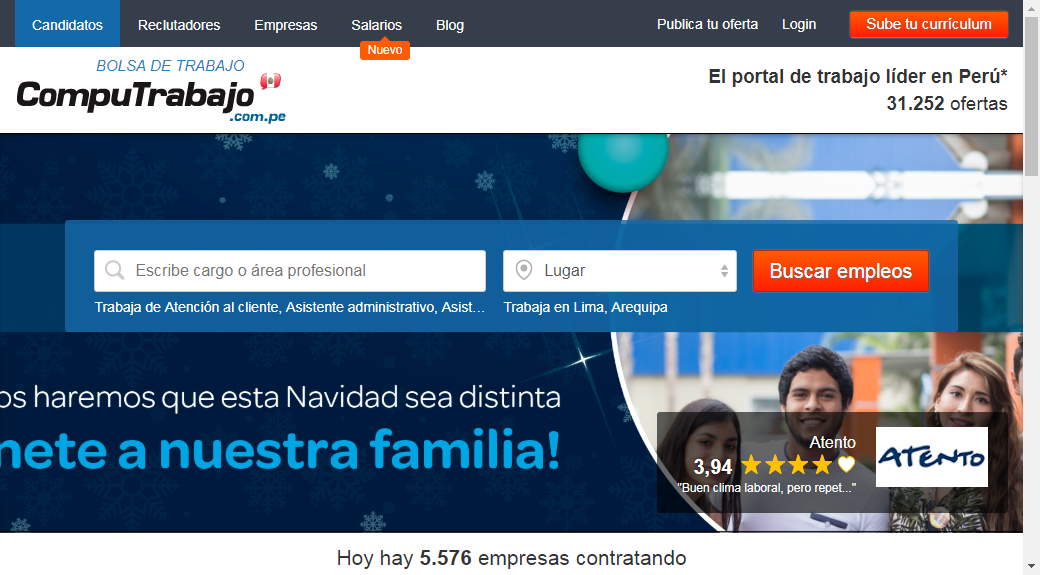 Candidatos Reclutadores Empresas Salarios Blog Publica tu oferta Login Sube tu currículum
Nuevo
BOLSA DE TRABAJO
CompuTrabajo
.com.pe
El portal de trabajo líder en Perú*
31.252 ofertas
Escribe cargo o área profesional Lugar Buscar empleos
Trabaja de Atención al cliente, Asistente administrativo, Asist... Trabaja en Lima, Arequipa
os haremos que esta Navidad sea distinta
nete a nuestra familia!
Atento
3,94
"Buen clima laboral, pero repet..."
ATENTO
Hoy hay 5.576 empresas contratando